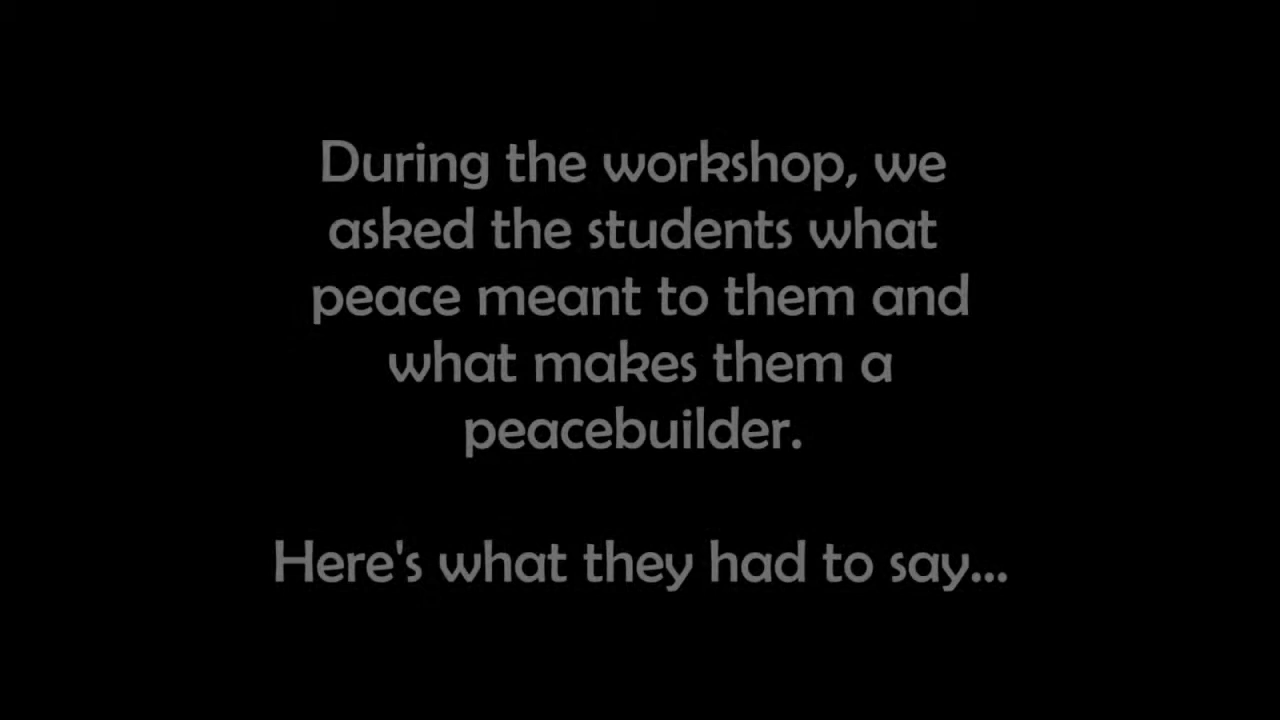 During the workshop, we
asked the students what
peace meant to them and
what makes them a
peacebuilder.
Here's what they had to say...